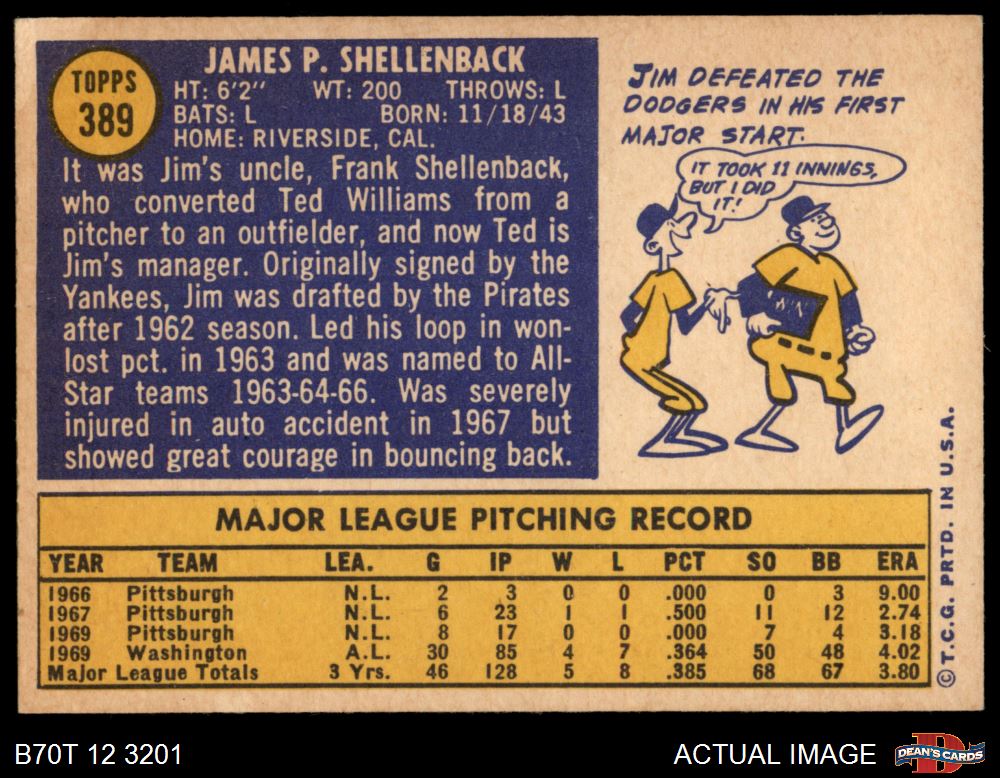 TOPPS
389
JAMES P. SHELLENBACK
HT: 6'2" WT: 200 THROWS: L
BATS: L BORN: 11/18/43
HOME: RIVERSIDE, CAL.
It was Jim's uncle, Frank Shellenback,
who converted Ted Williams from a
pitcher to an outfielder, and now Ted is
Jim's manager. Originally signed by the
Yankees, Jim was drafted by the Pirates
after 1962 season. Led his loop in won-
lost pct. in 1963 and was named to All-
Star teams 1963-64-66. Was severely
injured in auto accident in 1967 but
showed great courage in bouncing back.
JIM DEFEATED THE
DODGERS IN HIS FIRST
MAJOR START.
IT TOOK 11 INNINGS,
BUT I DID
IT!
MAJOR LEAGUE PITCHING RECORD
YEAR TEAM LEA. G IP W L PCT SO BB ERA
1966 Pittsburgh N.L. 2 3 0 0 .000 0 3 9.00
1967 Pittsburgh N.L. 6 23 1 1 .500 11 12 2.74
1969 Pittsburgh N.L. 8 17 0 0 .000 7 4 3.18
1969 Washington A.L. 30 85 4 7 .364 50 48 4.02
Major League Totals 3 Yrs. 46 128 5 8 .385 68 67 3.80
© T.C.G. PRTD. IN U.S.A.
B70T 12 3201
ACTUAL IMAGE
DEAN'S CARDS